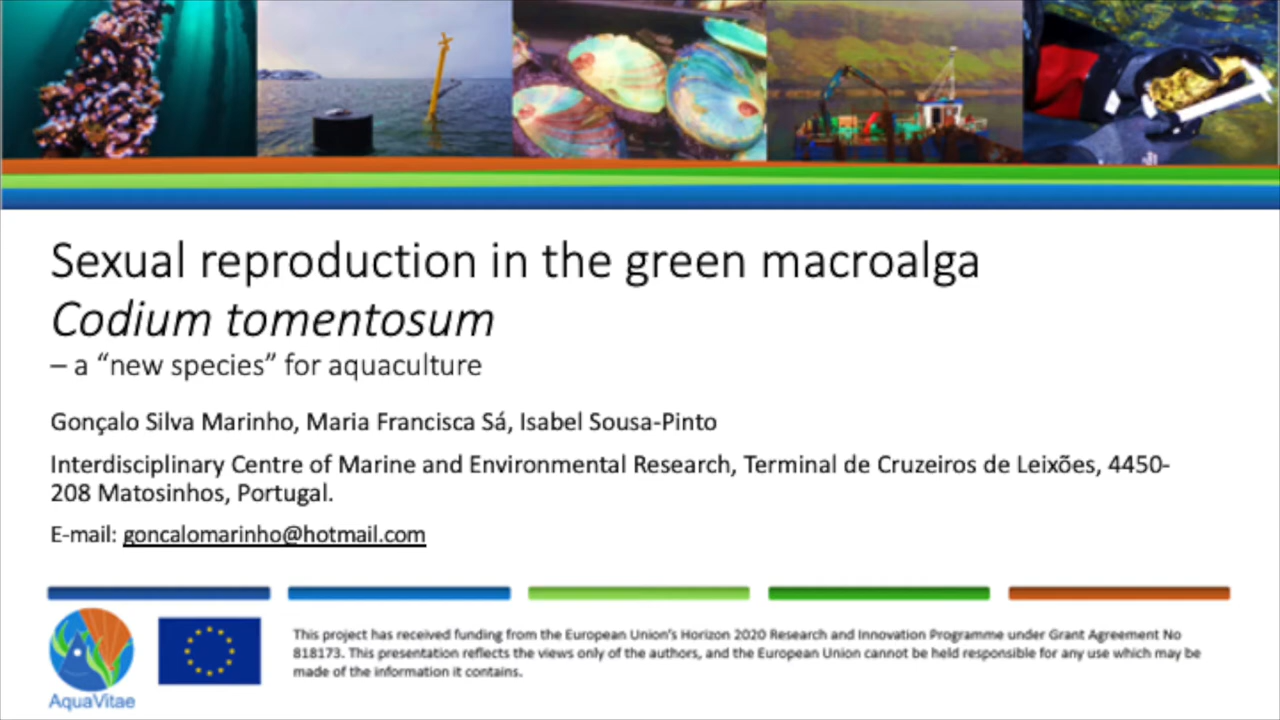 Sexual reproduction in the green macroalga
Codium tomentosum
– a “new species” for aquaculture
Gonçalo Silva Marinho, Maria Francisca Sá, Isabel Sousa-Pinto
Interdisciplinary Centre of Marine and Environmental Research, Terminal de Cruzeiros de Leixões, 4450-
208 Matosinhos, Portugal.
E-mail: goncalomarinho@hotmail.com
This project has received funding from the European Union's Horizon 2020 Research and Innovation Programme under Grant Agreement No
818173. This presentation reflects the views only of the authors, and the European Union cannot be held responsible for any use which may be
made of the information it contains.
AquaVitae